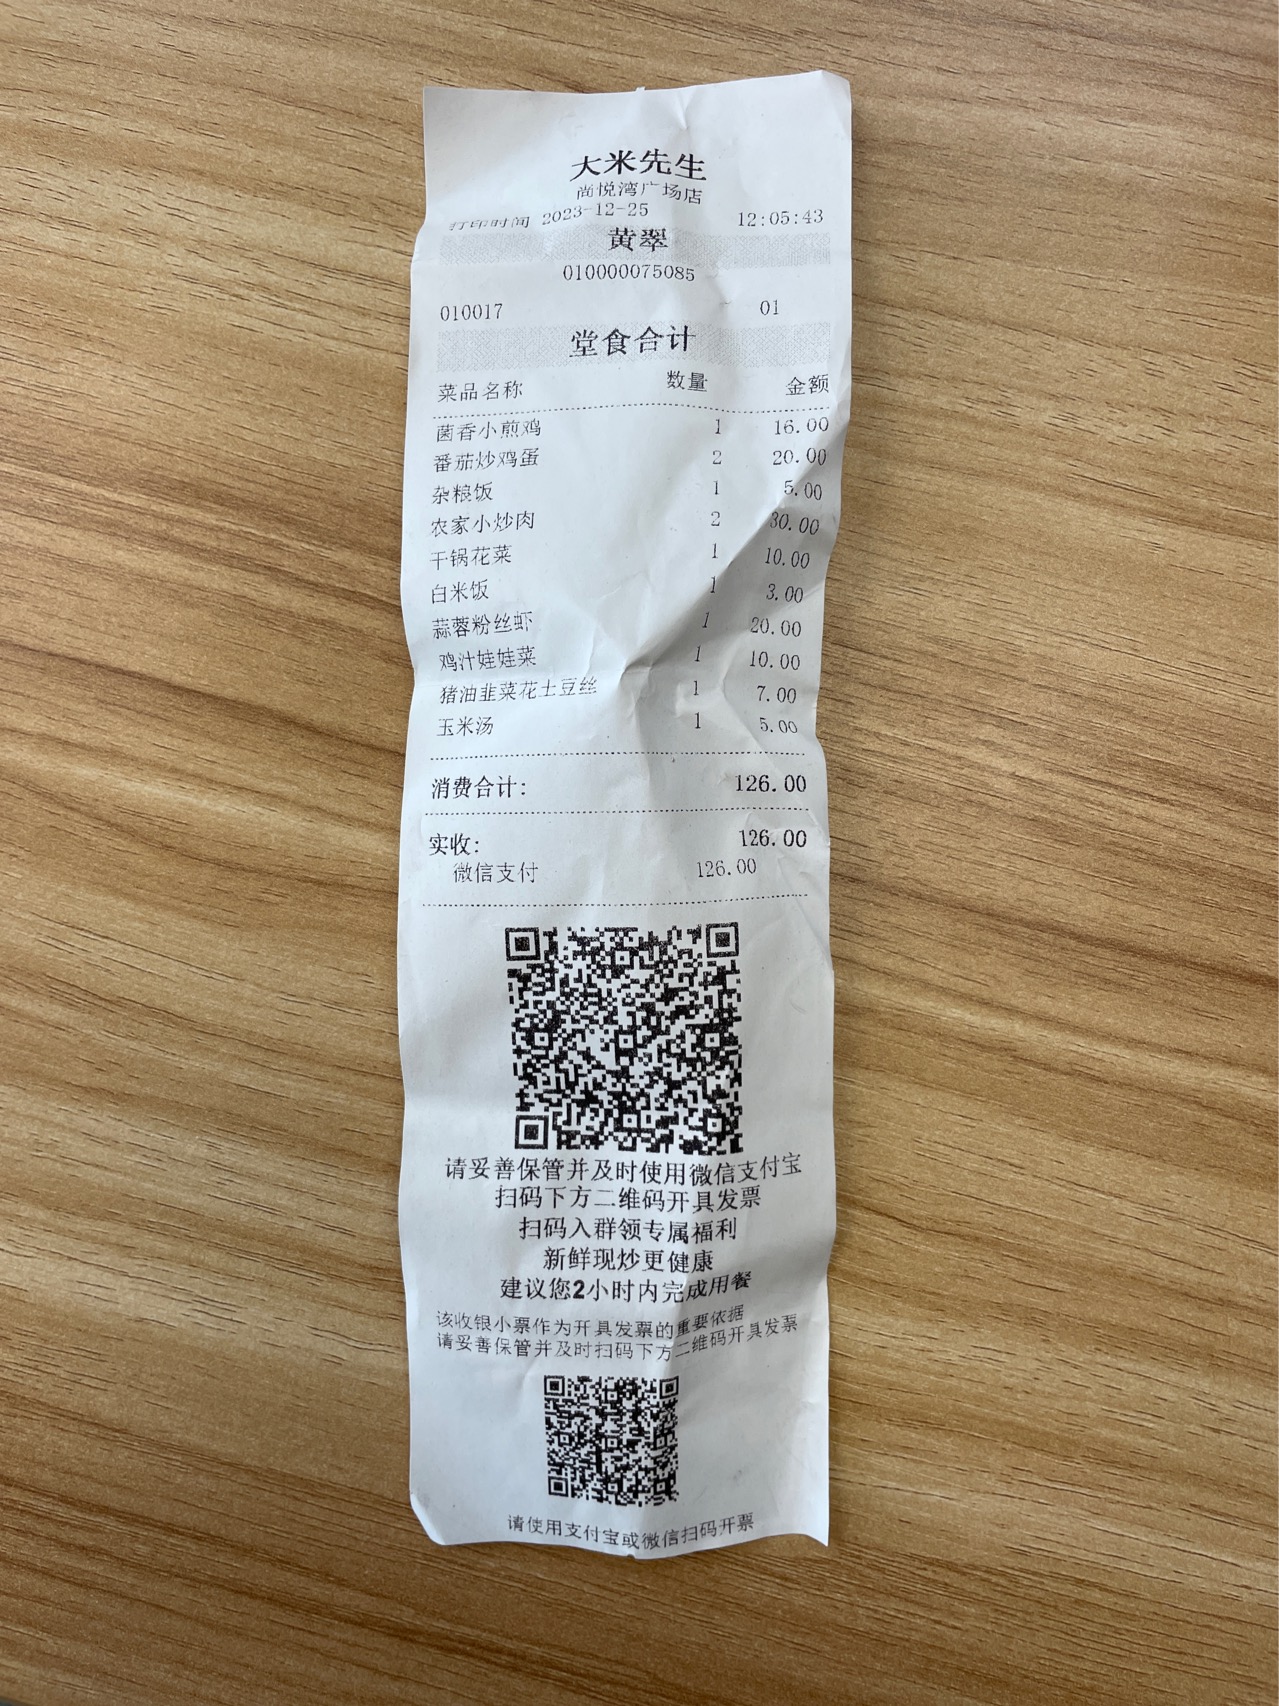 大米先生
尚悦湾广场店
打印时间 2023-12-25 12:05:43
黄翠
010000075085
010017 01
堂食合计
菜品名称 数量 金额
菌香小煎鸡 1 16.00
番茄炒鸡蛋 2 20.00
杂粮饭 1 5.00
农家小炒肉 2 30.00
干锅花菜 1 10.00
白米饭 1 3.00
蒜蓉粉丝虾 1 20.00
鸡汁娃娃菜 1 10.00
猪油韭菜花土豆丝 1 7.00
玉米汤 1 5.00
消费合计: 126.00
实收: 126.00
微信支付 126.00
请妥善保管并及时使用微信支付宝
扫码下方二维码开具发票
扫码入群领专属福利
新鲜现炒更健康
建议您2小时内完成用餐
该收银小票作为开具发票的重要依据
请妥善保管并及时扫码下方二维码开具发票
请使用支付宝或微信扫码开票